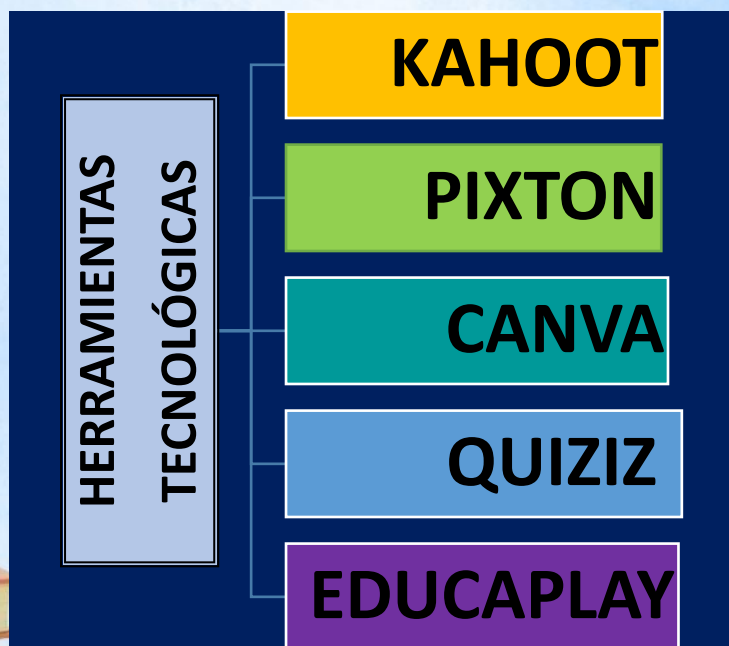 HERRAMIENTAS
TECNOLÓGICAS
KAHOOT
PIXTON
CANVA
QUIZIZ
EDUCAPLAY